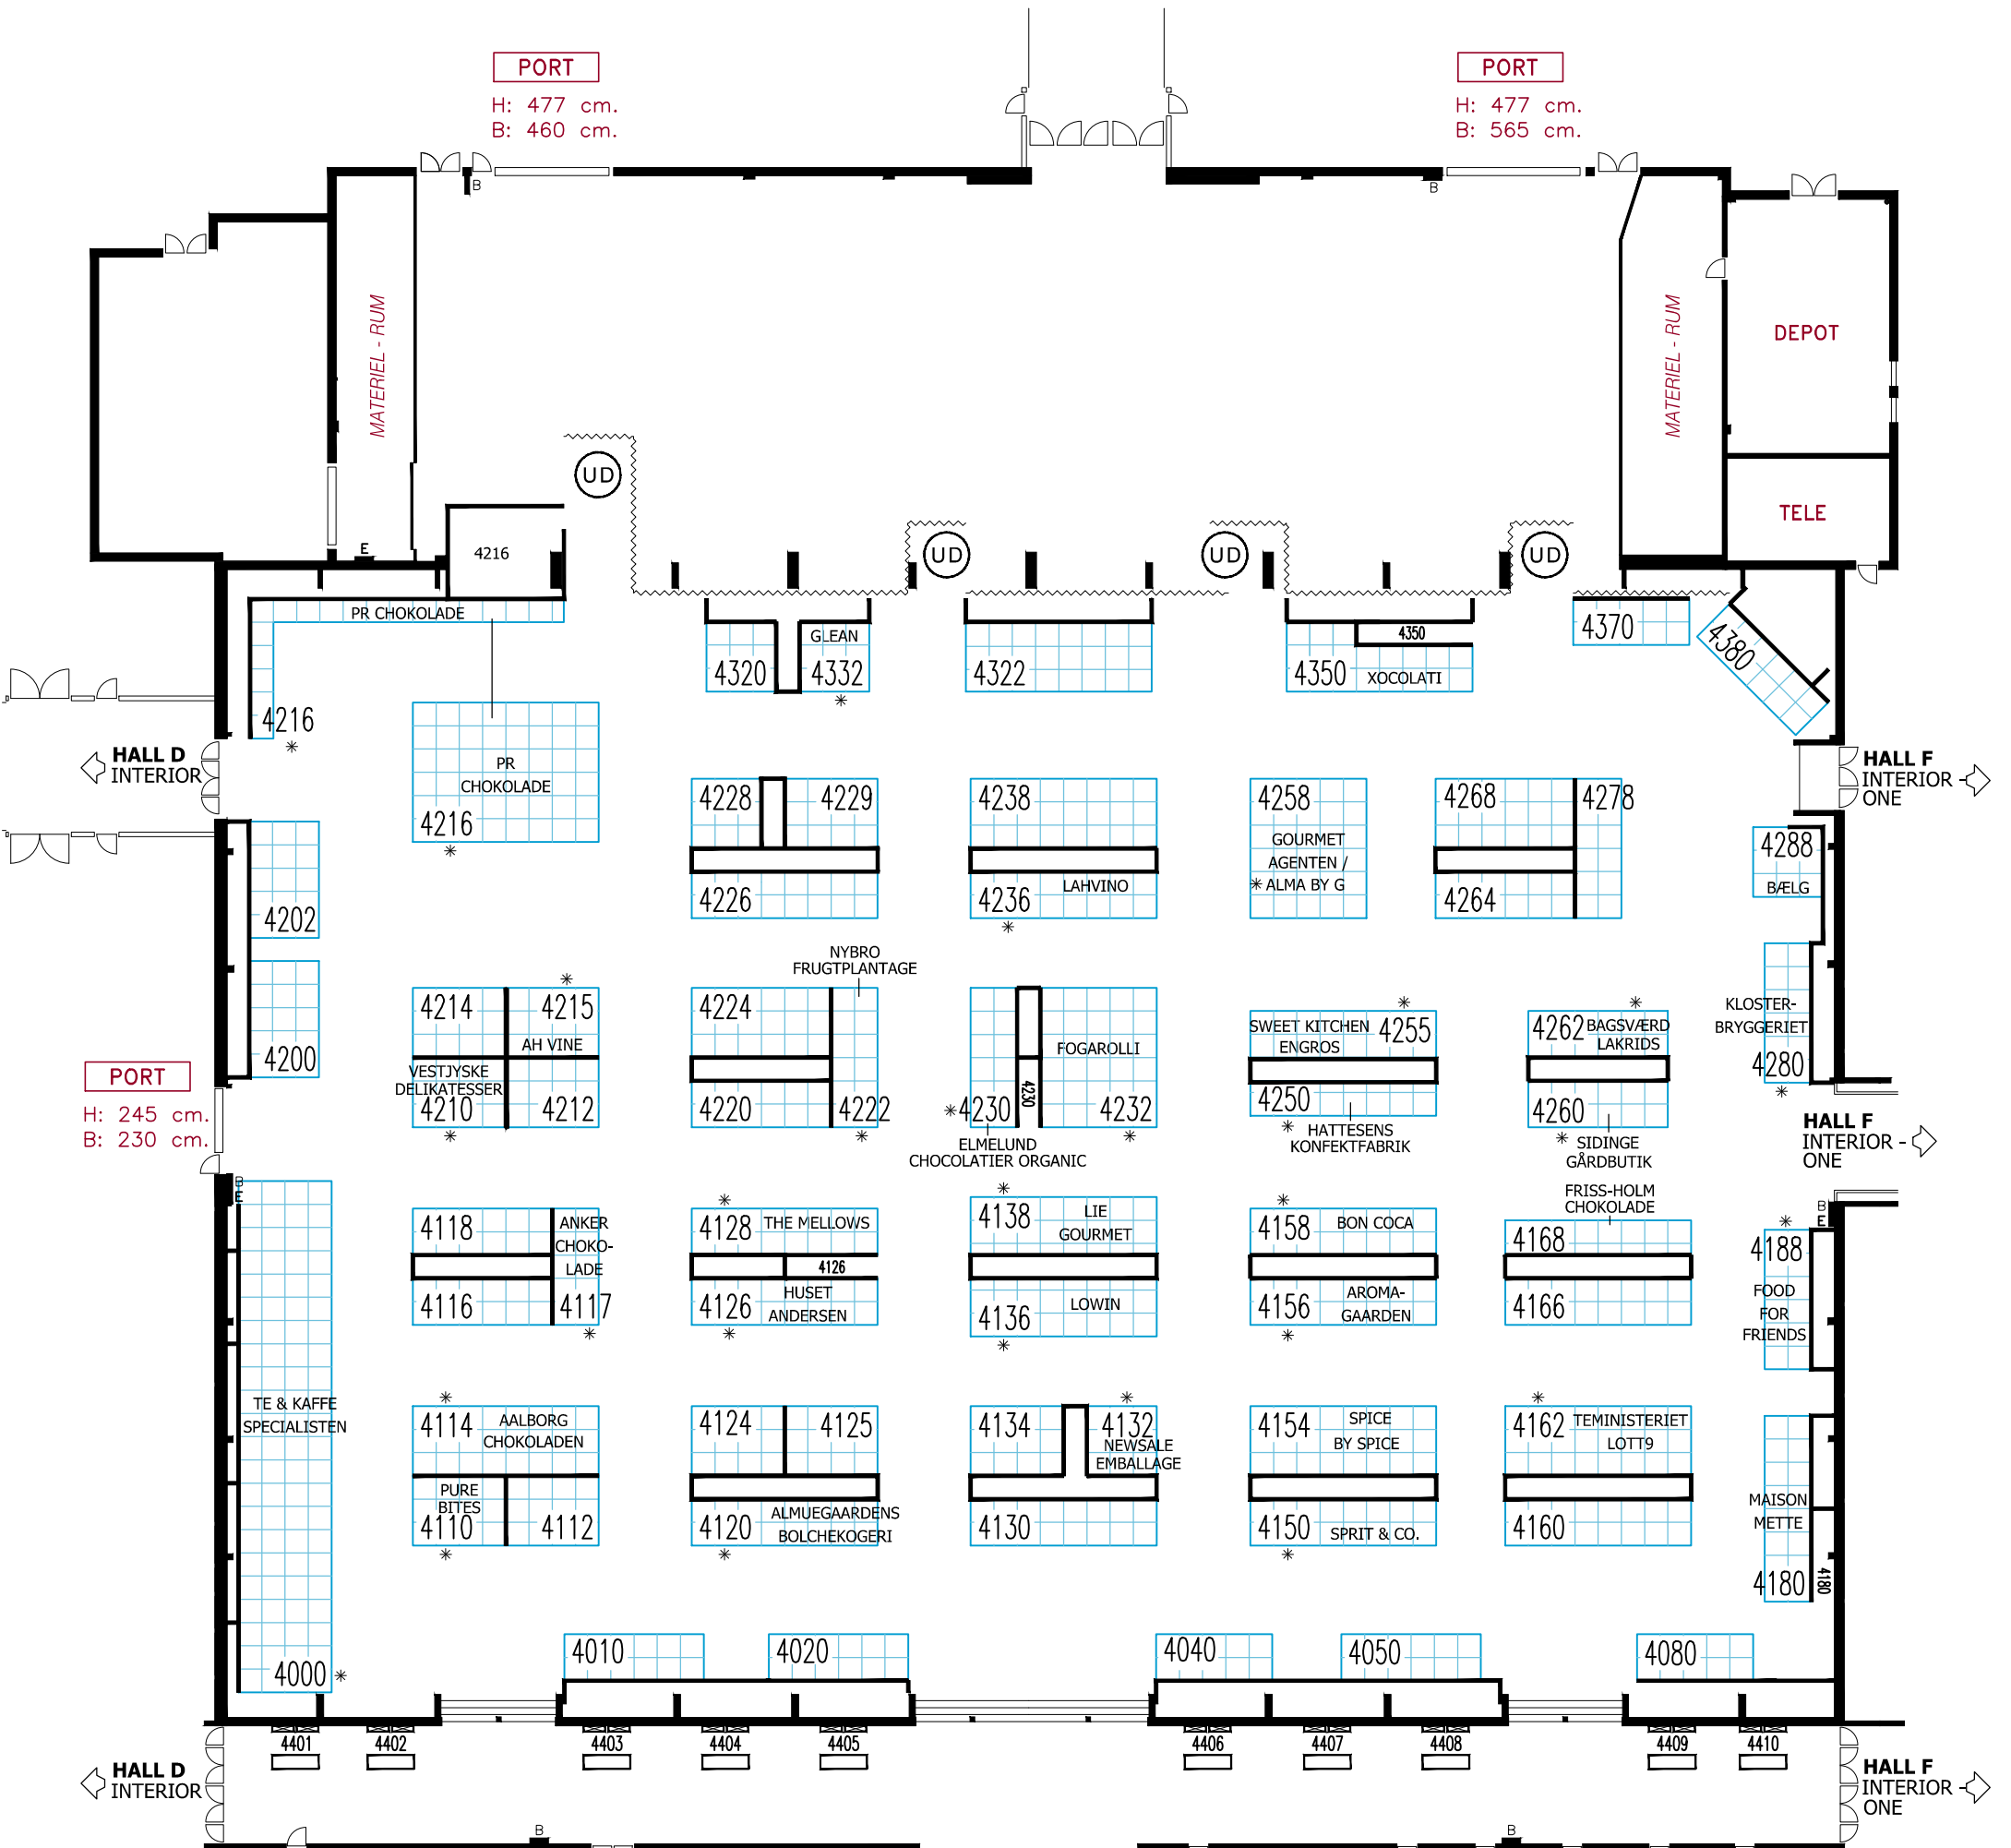 PORT
H: 477 cm.
B: 460 cm.
PORT
H: 477 cm.
B: 565 cm.
B
B
MATERIEL - RUM
MATERIEL - RUM
DEPOT
TELE
UD
UD
UD
UD
E
4216
PR CHOKOLADE
4216
*
GLEAN
4320
4332
*
4322
4350
4350
XOCOLATI
4370
4380
HALL D
INTERIOR
PR
CHOKOLADE
4216
*
4228
4229
4226
4238
LAHVINO
4236
*
4258
GOURMET
AGENTEN /
* ALMA BY G
4268
4278
4264
HALL F
INTERIOR -
ONE
4288
BÆLG
4202
4200
PORT
H: 245 cm.
B: 230 cm.
*
4214
4215
AH VINE
VESTJYSKE
DELIKATESSER
4210
4212
*
NYBRO
FRUGTPLANTAGE
4224
4220
4222
*
FOGAROLLI
4230
*4230
4232
*
ELMELUND
CHOCOLATIER ORGANIC
*
SWEET KITCHEN
ENGROS
4255
4250
*
HATTESENS
KONFEKTFABRIK
*
4262
BAGSVÆRD
LAKRIDS
4260
*
SIDINGE
GÅRDBUTIK
KLOSTER-
BRYGGERIET
4280
*
HALL F
INTERIOR -
ONE
B
E
4118
ANKER
CHOKO-
LADE
4116
4117
*
*
4128
THE MELLOWS
4126
4126
HUSET
ANDERSEN
*
*
4138
LIE
GOURMET
4136
LOWIN
*
*
4158
BON COCA
4156
AROMA-
GAARDEN
*
FRISS-HOLM
CHOKOLADE
4168
4166
B
E
*
4188
FOOD
FOR
FRIENDS
TE & KAFFE
SPECIALISTEN
4000 *
*
4114
AALBORG
CHOKOLADEN
PURE
BITES
4110
4112
*
4124
4125
4120
ALMUEGAARDENS
BOLCHEKOGERI
*
*
4134
4132
NEWSALE
EMBALLAGE
4130
4154
SPICE
BY SPICE
4150
SPRIT & CO.
*
*
4162
TEMINISTERIET
LOTT9
4160
MAISON
METTE
4180
4180
4010
4020
4040
4050
4080
4401
4402
4403
4404
4405
4406
4407
4408
4409
4410
HALL D
INTERIOR
HALL F
INTERIOR -
ONE
B
B